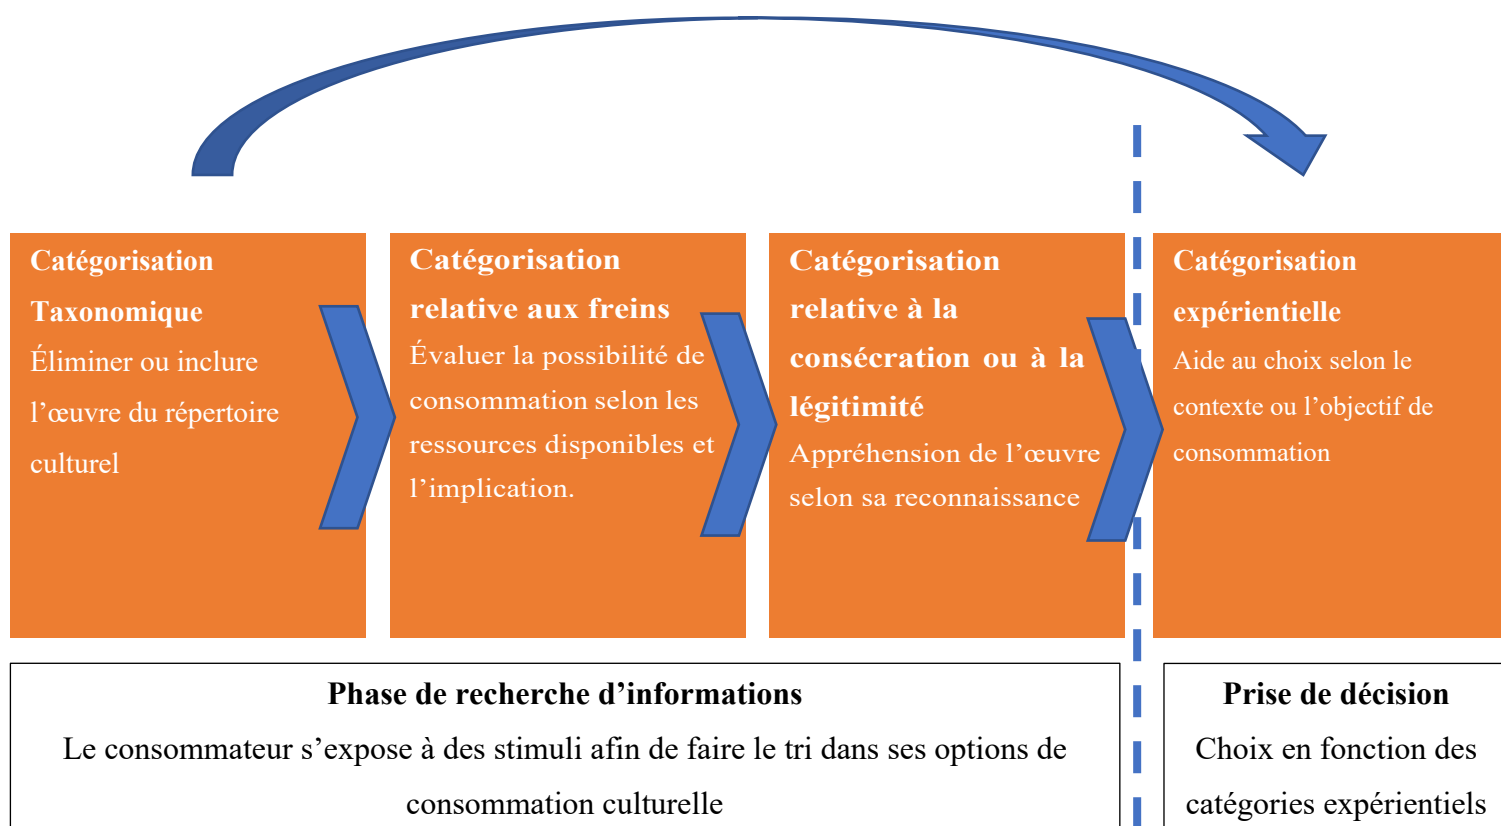 Catégorisation
Taxonomique
Éliminer ou inclure
l’œuvre du répertoire
culturel
Catégorisation
relative aux freins
Évaluer la possibilité de
consommation selon les
ressources disponibles et
l’implication.
Catégorisation
relative à la
consécration ou à la
légitimité
Appréhension de l’œuvre
selon sa reconnaissance
Catégorisation
expérientielle
Aide au choix selon le
contexte ou l’objectif de
consommation
Phase de recherche d’informations
Le consommateur s’expose à des stimuli afin de faire le tri dans ses options de
consommation culturelle
Prise de décision
Choix en fonction des
catégories expérientiels